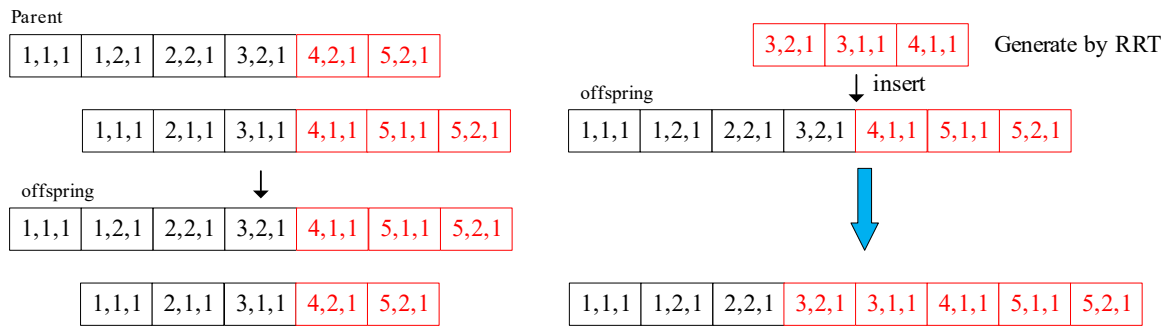 Parent
1,1,1 1,2,1 2,2,1 3,2,1 4,2,1 5,2,1
1,1,1 2,1,1 3,1,1 4,1,1 5,1,1 5,2,1
offspring
1,1,1 1,2,1 2,2,1 3,2,1 4,1,1 5,1,1 5,2,1
1,1,1 2,1,1 3,1,1 4,2,1 5,2,1
3,2,1 3,1,1 4,1,1 Generate by RRT
insert
offspring
1,1,1 1,2,1 2,2,1 3,2,1 4,1,1 5,1,1 5,2,1
1,1,1 1,2,1 2,2,1 3,2,1 3,1,1 4,1,1 5,1,1 5,2,1